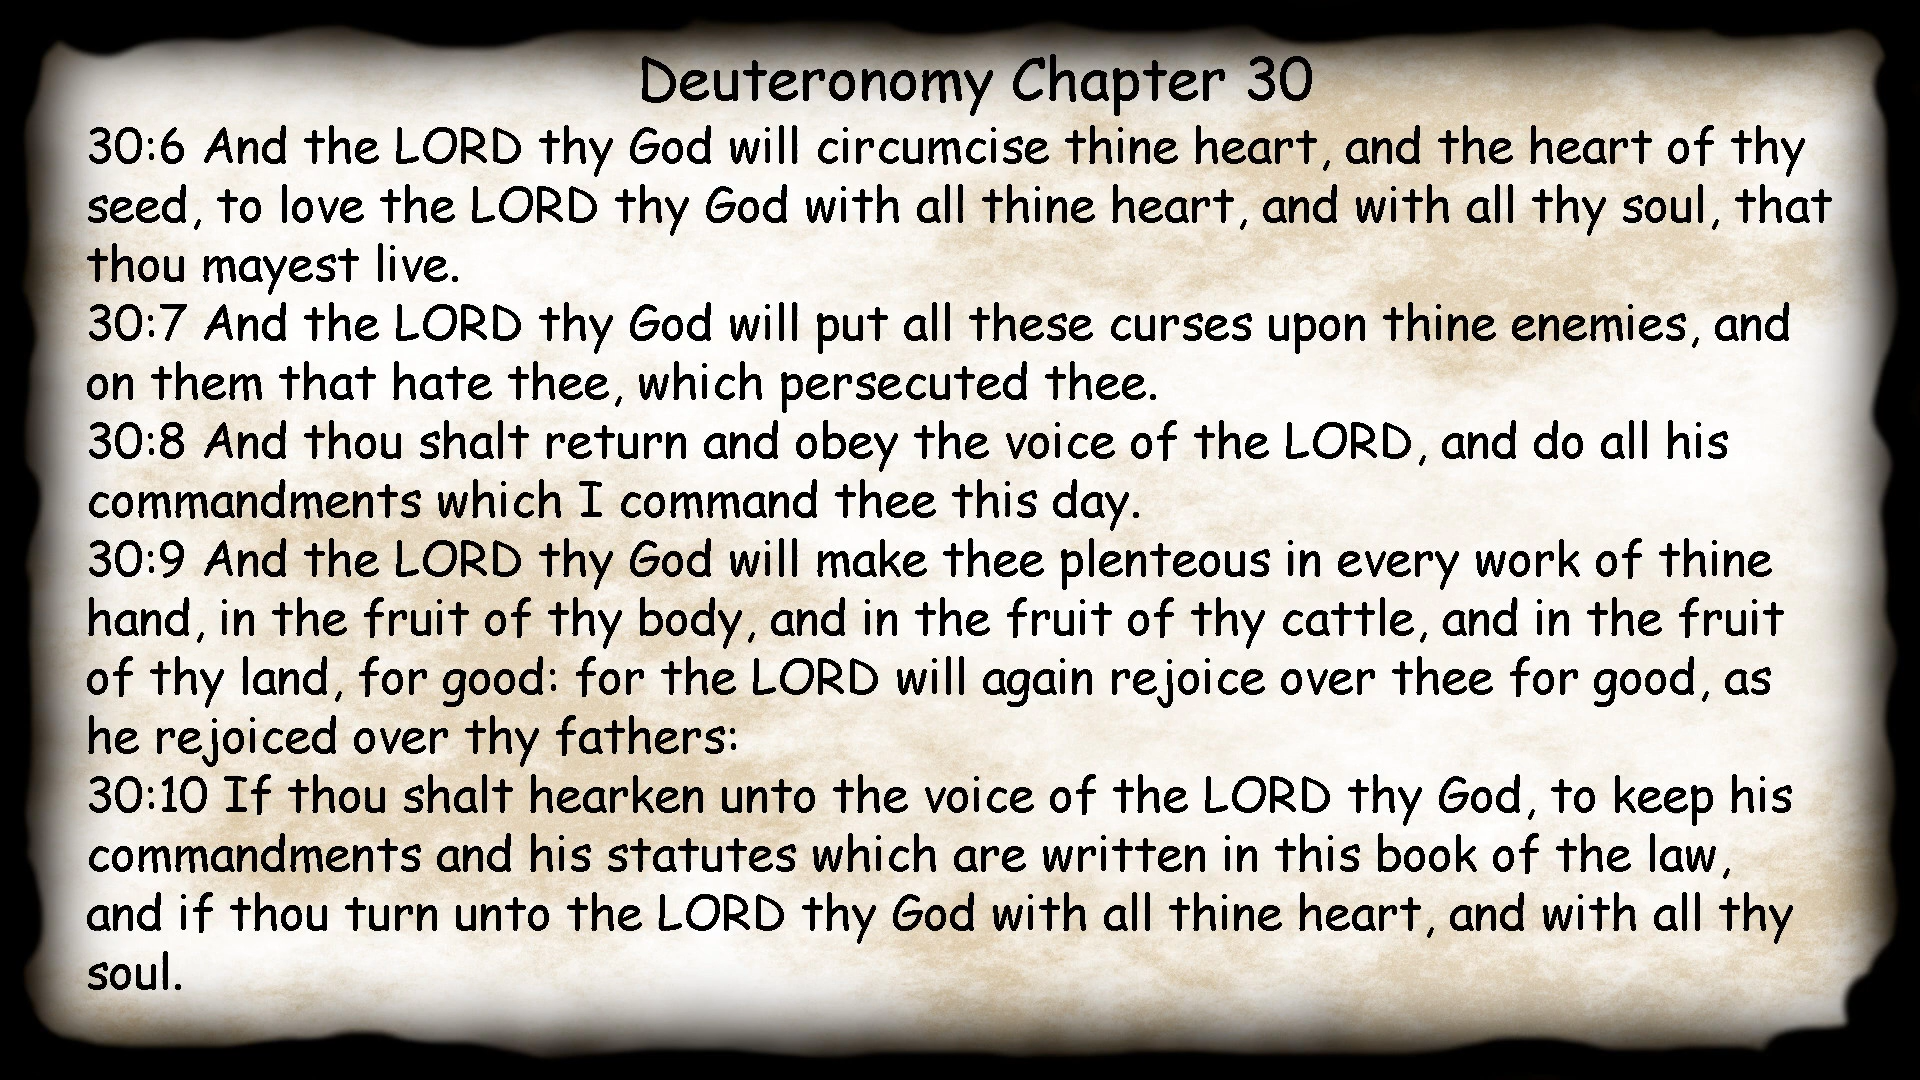 Deuteronomy Chapter 30
30:6 And the LORD thy God will circumcise thine heart, and the heart of thy
seed, to love the LORD thy God with all thine heart, and with all thy soul, that
thou mayest live.
30:7 And the LORD thy God will put all these curses upon thine enemies, and
on them that hate thee, which persecuted thee.
30:8 And thou shalt return and obey the voice of the LORD, and do all his
commandments which I command thee this day.
30:9 And the LORD thy God will make thee plenteous in every work of thine
hand, in the fruit of thy body, and in the fruit of thy cattle, and in the fruit
of thy land, for good: for the LORD will again rejoice over thee for good, as
he rejoiced over thy fathers:
30:10 If thou shalt hearken unto the voice of the LORD thy God, to keep his
commandments and his statutes which are written in this book of the law,
and if thou turn unto the LORD thy God with all thine heart, and with all thy
soul.